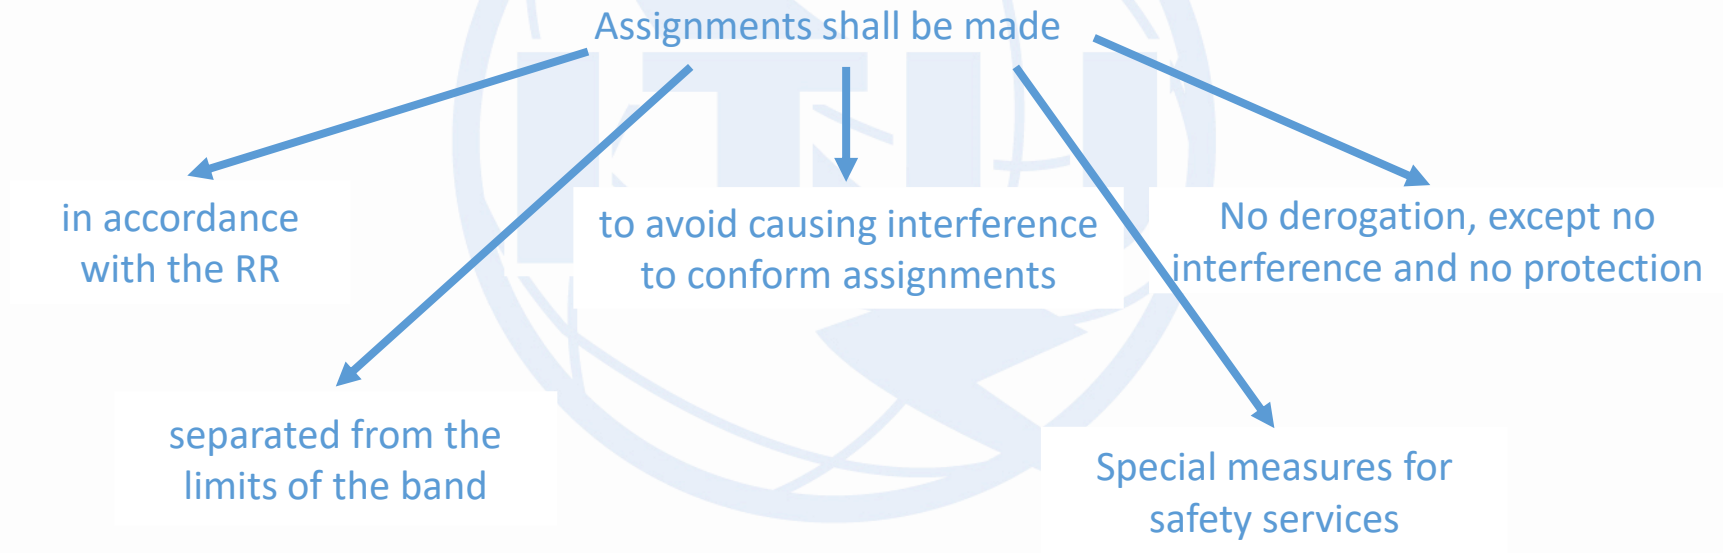 Assignments shall be made
in accordance
with the RR
to avoid causing interference
to conform assignments
No derogation, except no
interference and no protection
separated from the
limits of the band
Special measures for
safety services
ITU